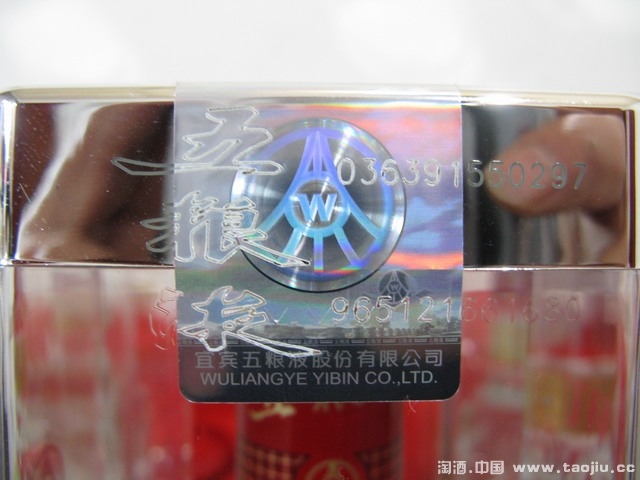 五粮液
036391550297
W
965121681680
宜宾五粮液股份有限公司
WULIANGYE YIBIN CO.,LTD.
淘酒.中国 www.taojiu.cc